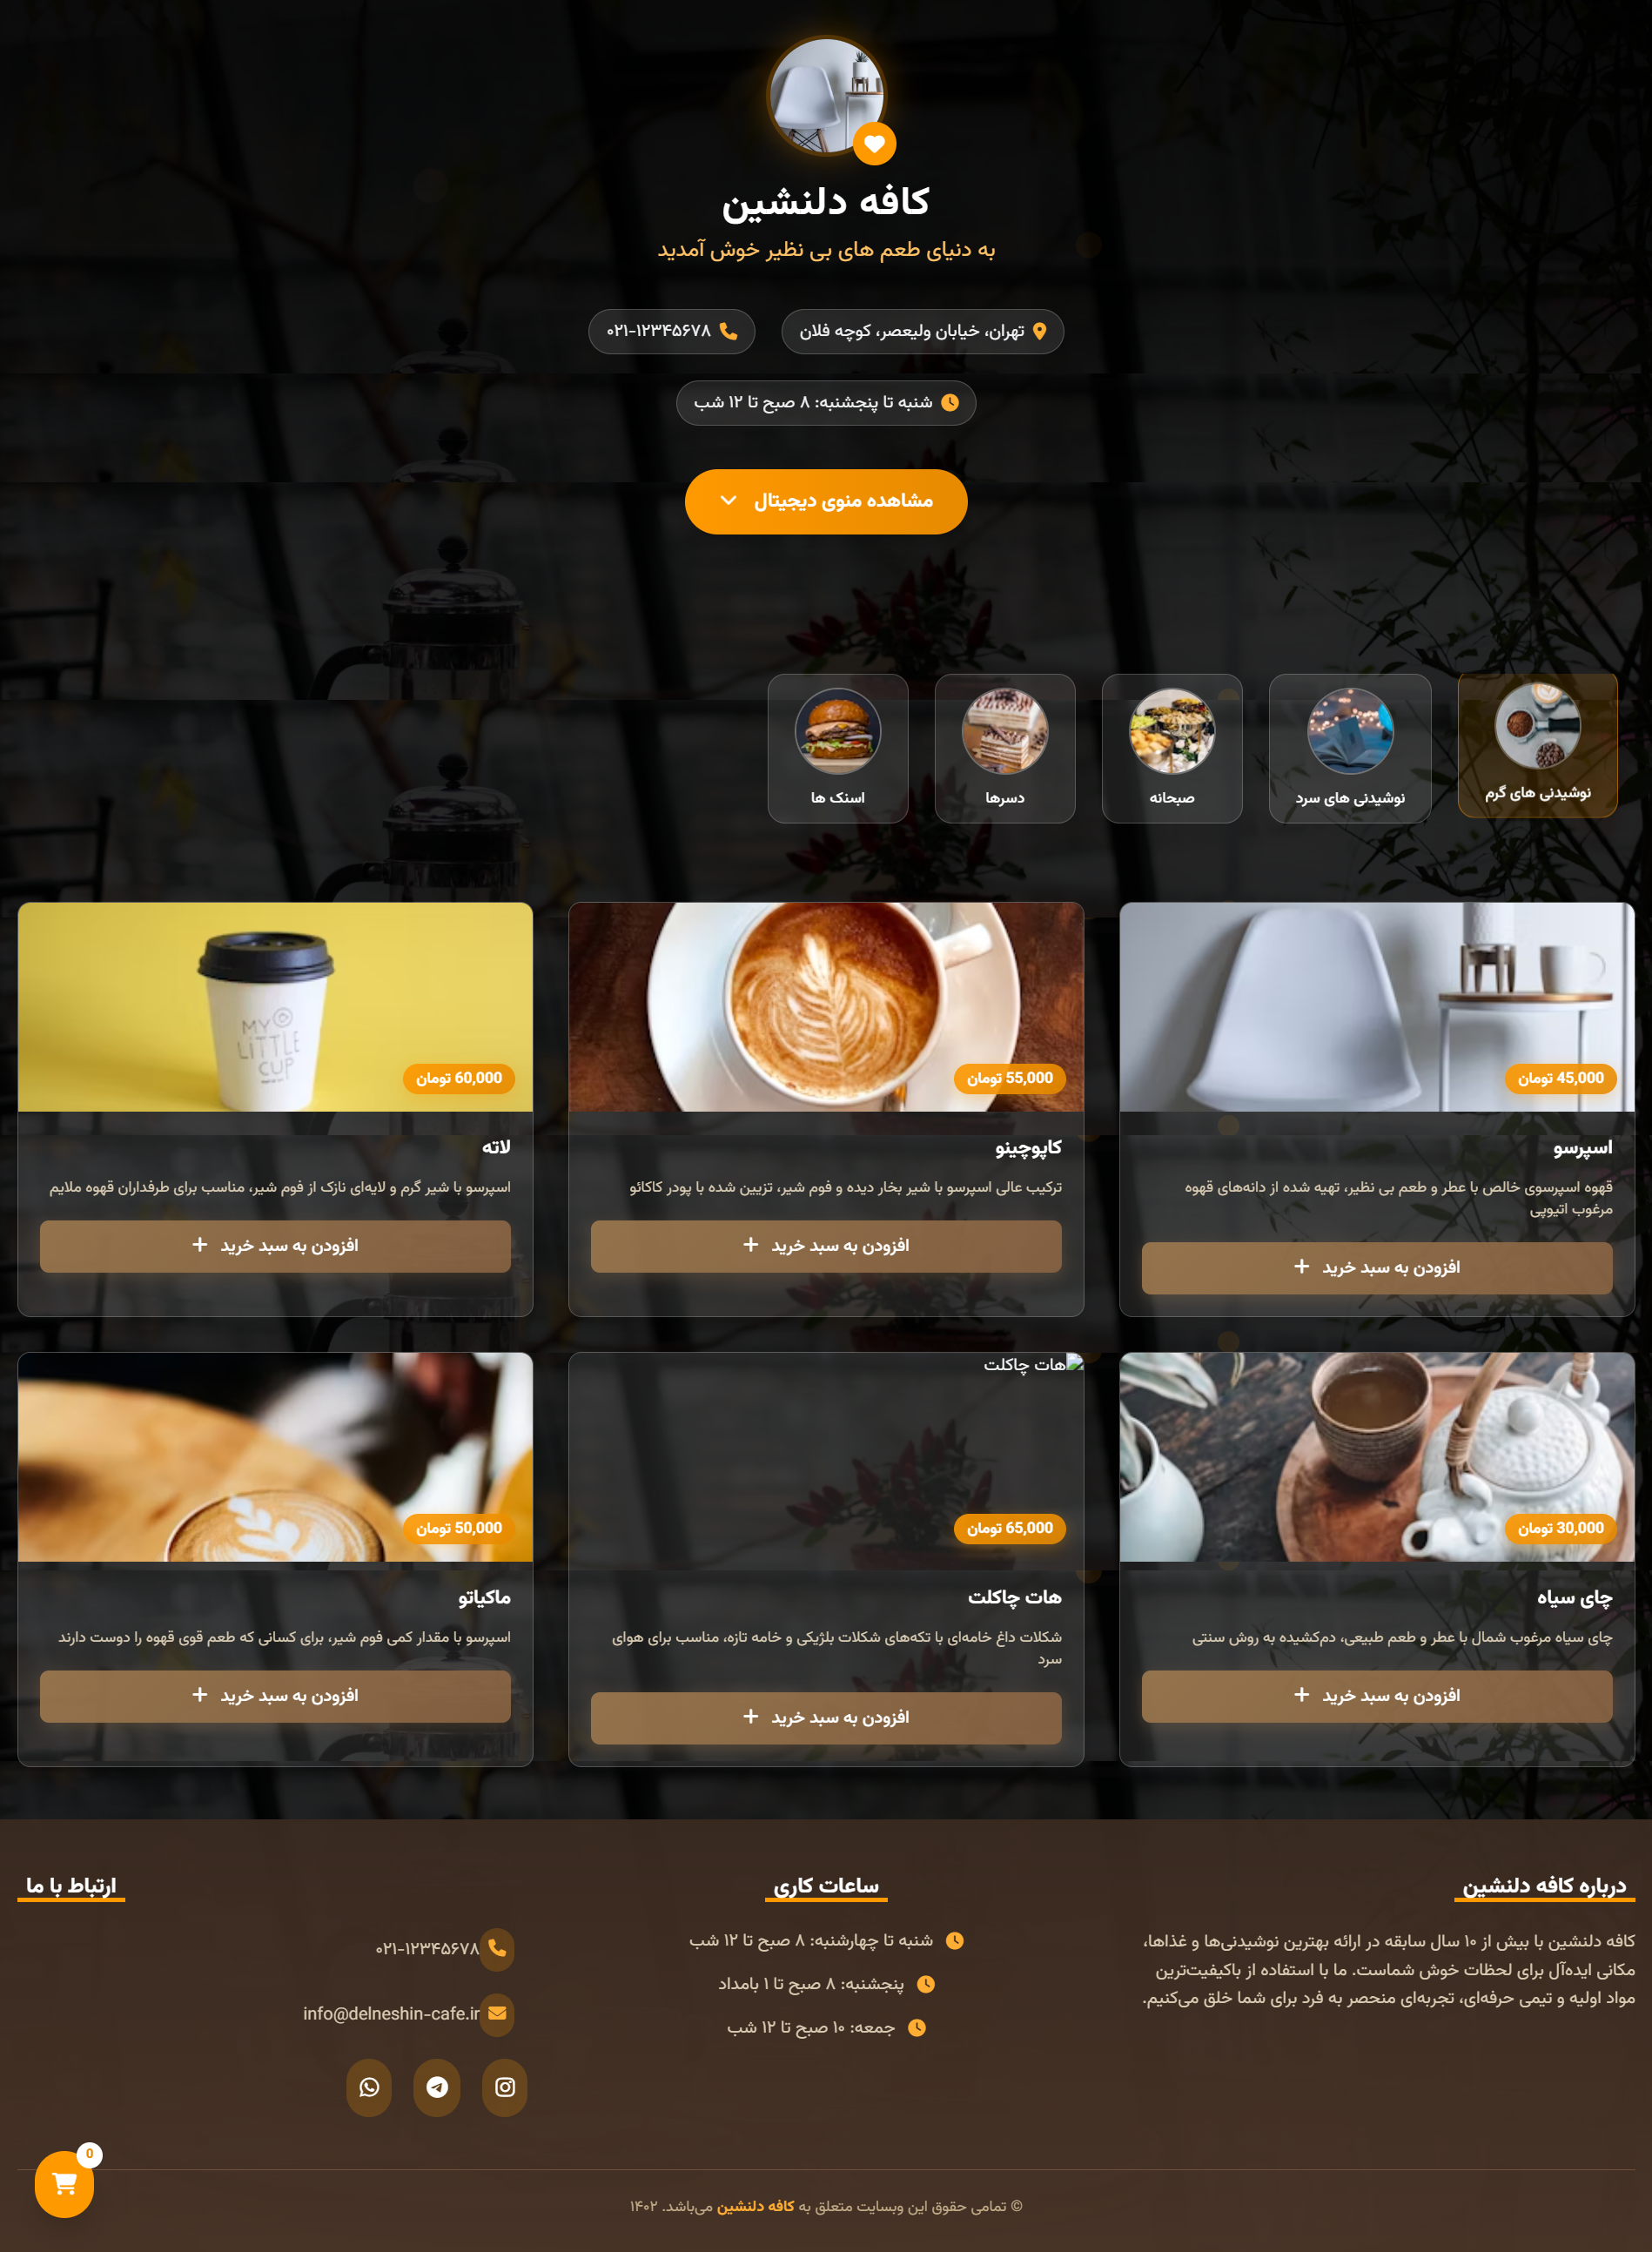 کافه دلنشین
به دنیای طعم های بی نظیر خوش آمدید
تهران، خیابان ولیعصر، کوچه فلان
۰۲۱-۱۲۳۴۵۶۷۸
شنبه تا پنجشنبه: ۸ صبح تا ۱۲ شب
مشاهده منوی دیجیتال
نوشیدنی های گرم
نوشیدنی های سرد
صبحانه
دسرها
اسنک ها
45,000 تومان
اسپرسو
قهوه اسپرسوی خالص با عطر و طعم بی نظیر، تهیه شده از دانه‌های قهوه
مرغوب اتیوپی
افزودن به سبد خرید
55,000 تومان
کاپوچینو
ترکیب عالی اسپرسو با شیر بخار دیده و فوم شیر، تزیین شده با پودر کاکائو
افزودن به سبد خرید
MY
LITTLE
CUP
60,000 تومان
لاته
اسپرسو با شیر گرم و لایه‌ای نازک از فوم شیر، مناسب برای طرفداران قهوه ملایم
افزودن به سبد خرید
30,000 تومان
چای سیاه
چای سیاه مرغوب شمال با عطر و طعم طبیعی، دم‌کشیده به روش سنتی
افزودن به سبد خرید
هات چاکلت
65,000 تومان
هات چاکلت
شکلات داغ خامه‌ای با تکه‌های شکلات بلژیکی و خامه تازه، مناسب برای هوای
سرد
افزودن به سبد خرید
50,000 تومان
ماکیاتو
اسپرسو با مقدار کمی فوم شیر، برای کسانی که طعم قوی قهوه را دوست دارند
افزودن به سبد خرید
درباره کافه دلنشین
کافه دلنشین با بیش از ۱۰ سال سابقه در ارائه بهترین نوشیدنی‌ها و غذاها،
مکانی ایده‌آل برای لحظات خوش شماست. ما با استفاده از باکیفیت‌ترین
مواد اولیه و تیمی حرفه‌ای، تجربه‌ای منحصر به فرد برای شما خلق می‌کنیم.
ساعات کاری
شنبه تا چهارشنبه: ۸ صبح تا ۱۲ شب
پنجشنبه: ۸ صبح تا ۱ بامداد
جمعه: ۱۰ صبح تا ۱۲ شب
ارتباط با ما
۰۲۱-۱۲۳۴۵۶۷۸
info@delneshin-cafe.ir
0
© تمامی حقوق این وبسایت متعلق به کافه دلنشین می‌باشد. ۱۴۰۲